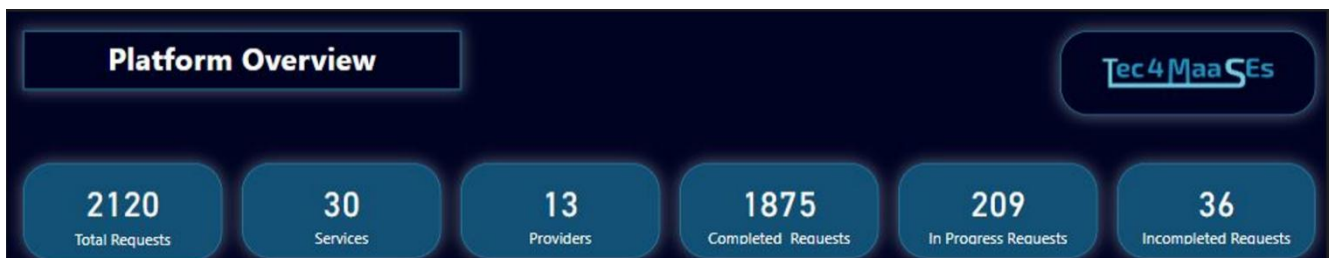 Platform Overview
Tec4MaaSEs
2120
Total Requests
30
Services
13
Providers
1875
Completed Requests
209
In Progress Requests
36
Incompleted Requests